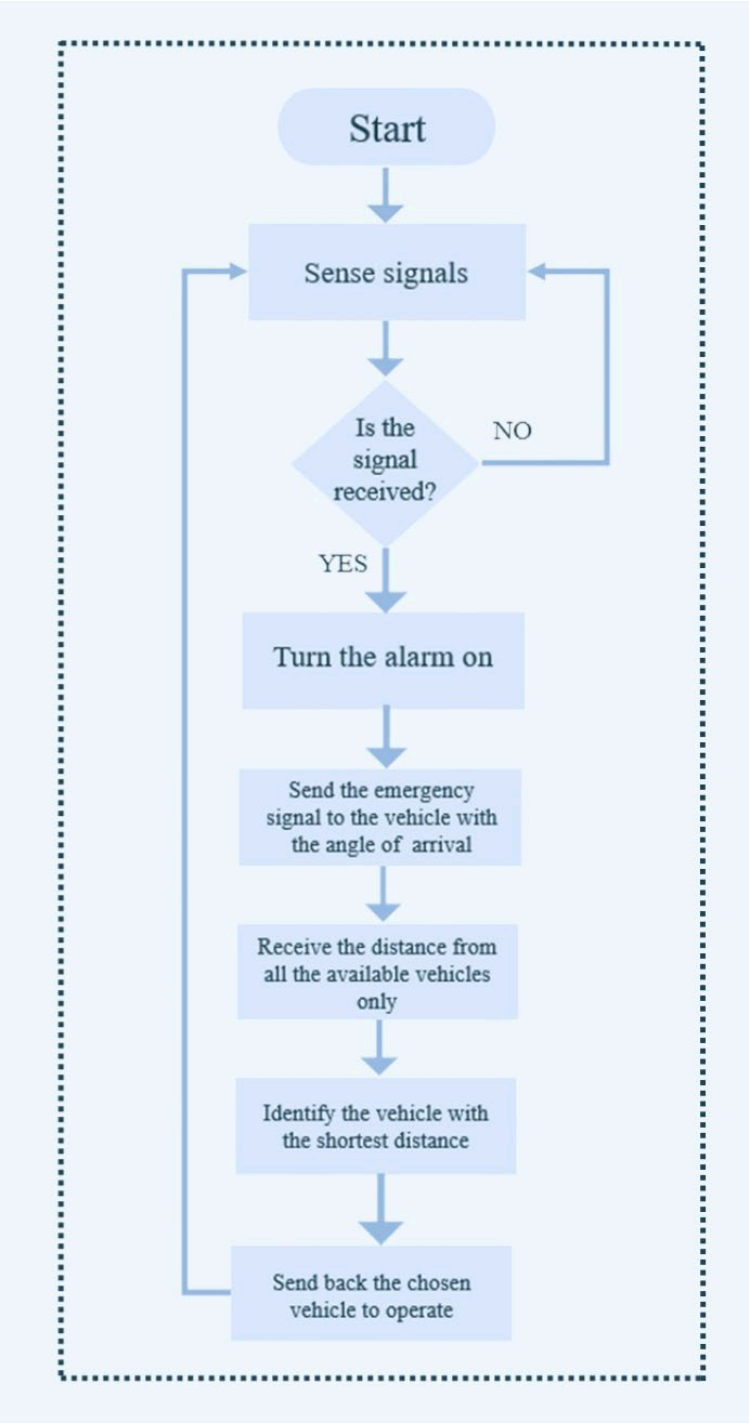 Start
Sense signals
Is the
signal
received?
NO
YES
Turn the alarm on
Send the emergency
signal to the vehicle with
the angle of arrival
Receive the distance from
all the available vehicles
only
Identify the vehicle with
the shortest distance
Send back the chosen
vehicle to operate